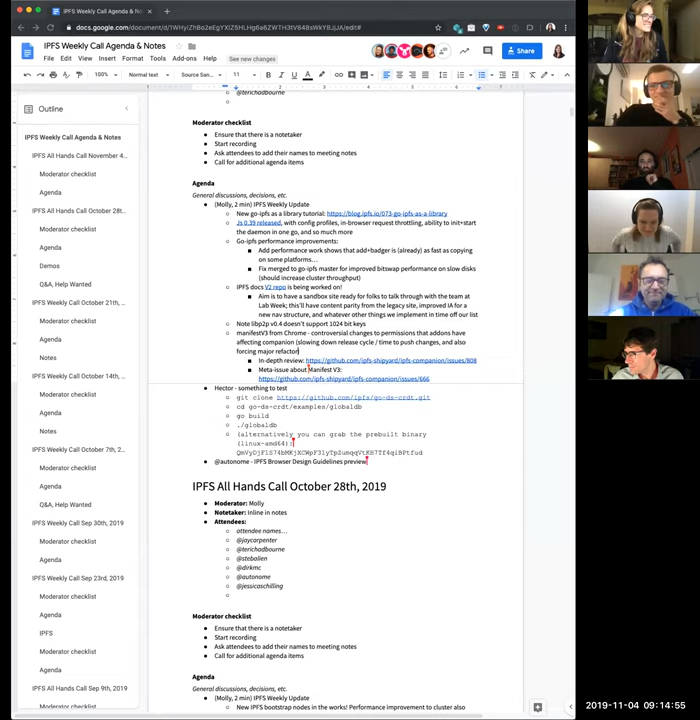 IPFS Weekly Call Agenda & Notes
docs.google.com/document/d/1WHyiZhBo2eEgYXlZ5HLHg6a6ZWTH3tV848sWkYBJjJA/edit#
IPFS Weekly Call Agenda & Notes
File Edit View Insert Format Tools Add-ons Help
See new changes
Share
100%
Normal text
Source San...
11
Outline
IPFS Weekly Call Agenda & Notes
IPFS All Hands Call November 4...
Moderator checklist
Agenda
IPFS All Hands Call October 28t...
Moderator checklist
Agenda
Demos
Q&A, Help Wanted
IPFS Weekly Call October 21th, ...
Moderator checklist
Agenda
Notes
IPFS Weekly Call October 14th, ...
Moderator checklist
Agenda
Notes
IPFS Weekly Call October 7th, 2...
Moderator checklist
Agenda
Q&A, Help Wanted
IPFS Weekly Call Sep 30th, 2019
Moderator checklist
Agenda
IPFS Weekly Call Sep 23rd, 2019
Moderator checklist
Agenda
IPFS
Moderator checklist
Agenda
IPFS All Hands Call Sep 9th, 2019
Moderator checklist
@terichadbourne
Moderator checklist
Ensure that there is a notetaker
Start recording
Ask attendees to add their names to meeting notes
Call for additional agenda items
Agenda
General discussions, decisions, etc.
(Molly, 2 min) IPFS Weekly Update
New go-ipfs as a library tutorial: https://blog.ipfs.io/073-go-ipfs-as-a-library
Js 0.39 released, with config profiles, in-browser request throttling, ability to init+start
the daemon in one go, and so much more
Go-ipfs performance improvements:
Add performance work shows that add+badger is (already) as fast as copying
on some platforms...
Fix merged to go-ipfs master for improved bitswap performance on slow disks
(should increase cluster throughput)
IPFS docs V2 repo is being worked on!
Aim is to have a sandbox site ready for folks to talk through with the team at
Lab Week; this'll have content parity from the legacy site, improved IA for a
new nav structure, and whatever other things we implement in time off our list
Note libp2p v0.4 doesn't support 1024 bit keys
manifestV3 from Chrome - controversial changes to permissions that addons have
affecting companion (slowing down release cycle / time to push changes, and also
forcing major refactor)
In-depth review: https://github.com/ipfs-shipyard/ipfs-companion/issues/808
Meta-issue about Manifest V3:
https://github.com/ipfs-shipyard/ipfs-companion/issues/666
Hector - something to test
git clone https://github.com/ipfs/go-ds-crdt.git
cd go-ds-crdt/examples/globaldb
go build
./globaldb
(alternatively you can grab the prebuilt binary
(linux-amd64):
@autonome - IPFS Browser Design Guidelines preview
IPFS All Hands Call October 28th, 2019
Moderator: Molly
Notetaker: Inline in notes
Attendees:
attendee names...
@jaycarpenter
@terichadbourne
@stebalien
@dirkmc
@autonome
@jessicaschilling
Moderator checklist
Ensure that there is a notetaker
Start recording
Ask attendees to add their names to meeting notes
Call for additional agenda items
Agenda
General discussions, decisions, etc.
(Molly, 2 min) IPFS Weekly Update
New IPFS bootstrap nodes in the works! Performance improvement to cluster also
2019-11-04 09:14:55